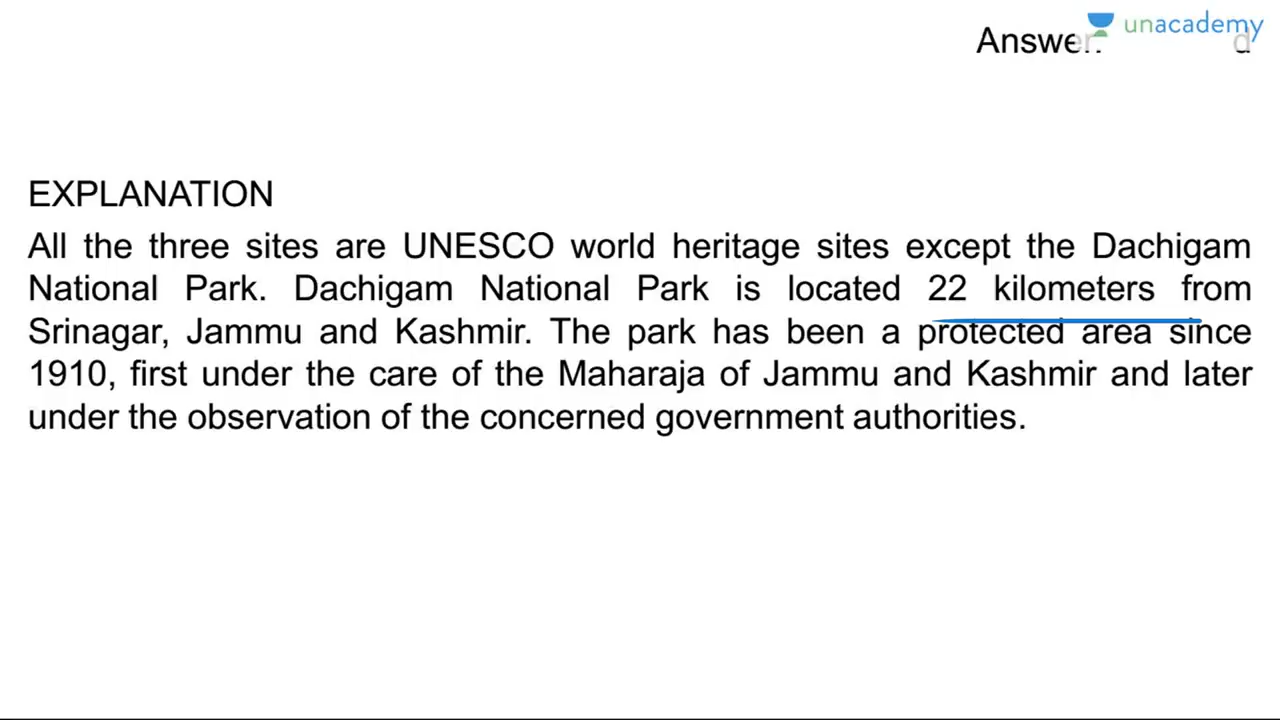 unacademy
Answer: d
EXPLANATION
All the three sites are UNESCO world heritage sites except the Dachigam
National Park. Dachigam National Park is located 22 kilometers from
Srinagar, Jammu and Kashmir. The park has been a protected area since
1910, first under the care of the Maharaja of Jammu and Kashmir and later
under the observation of the concerned government authorities.